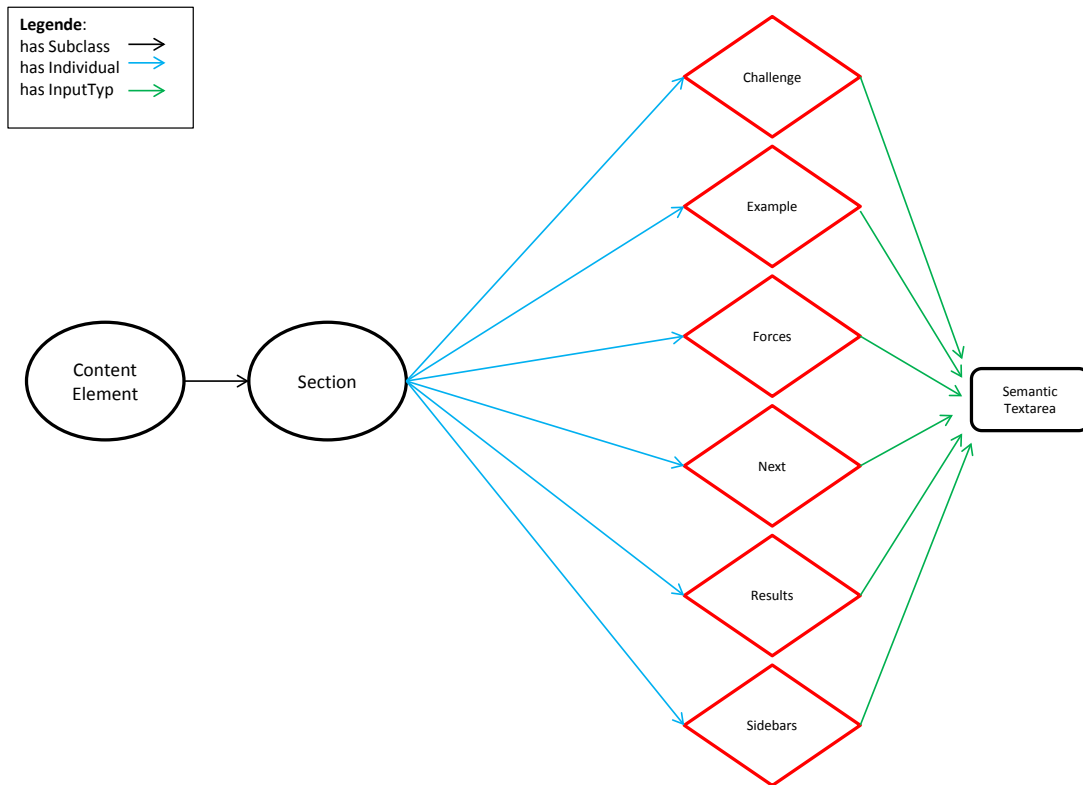 Legende:
has Subclass
has Individual
has InputTyp
Challenge
Example
Forces
Content
Element
Section
Semantic
Textarea
Next
Results
Sidebars